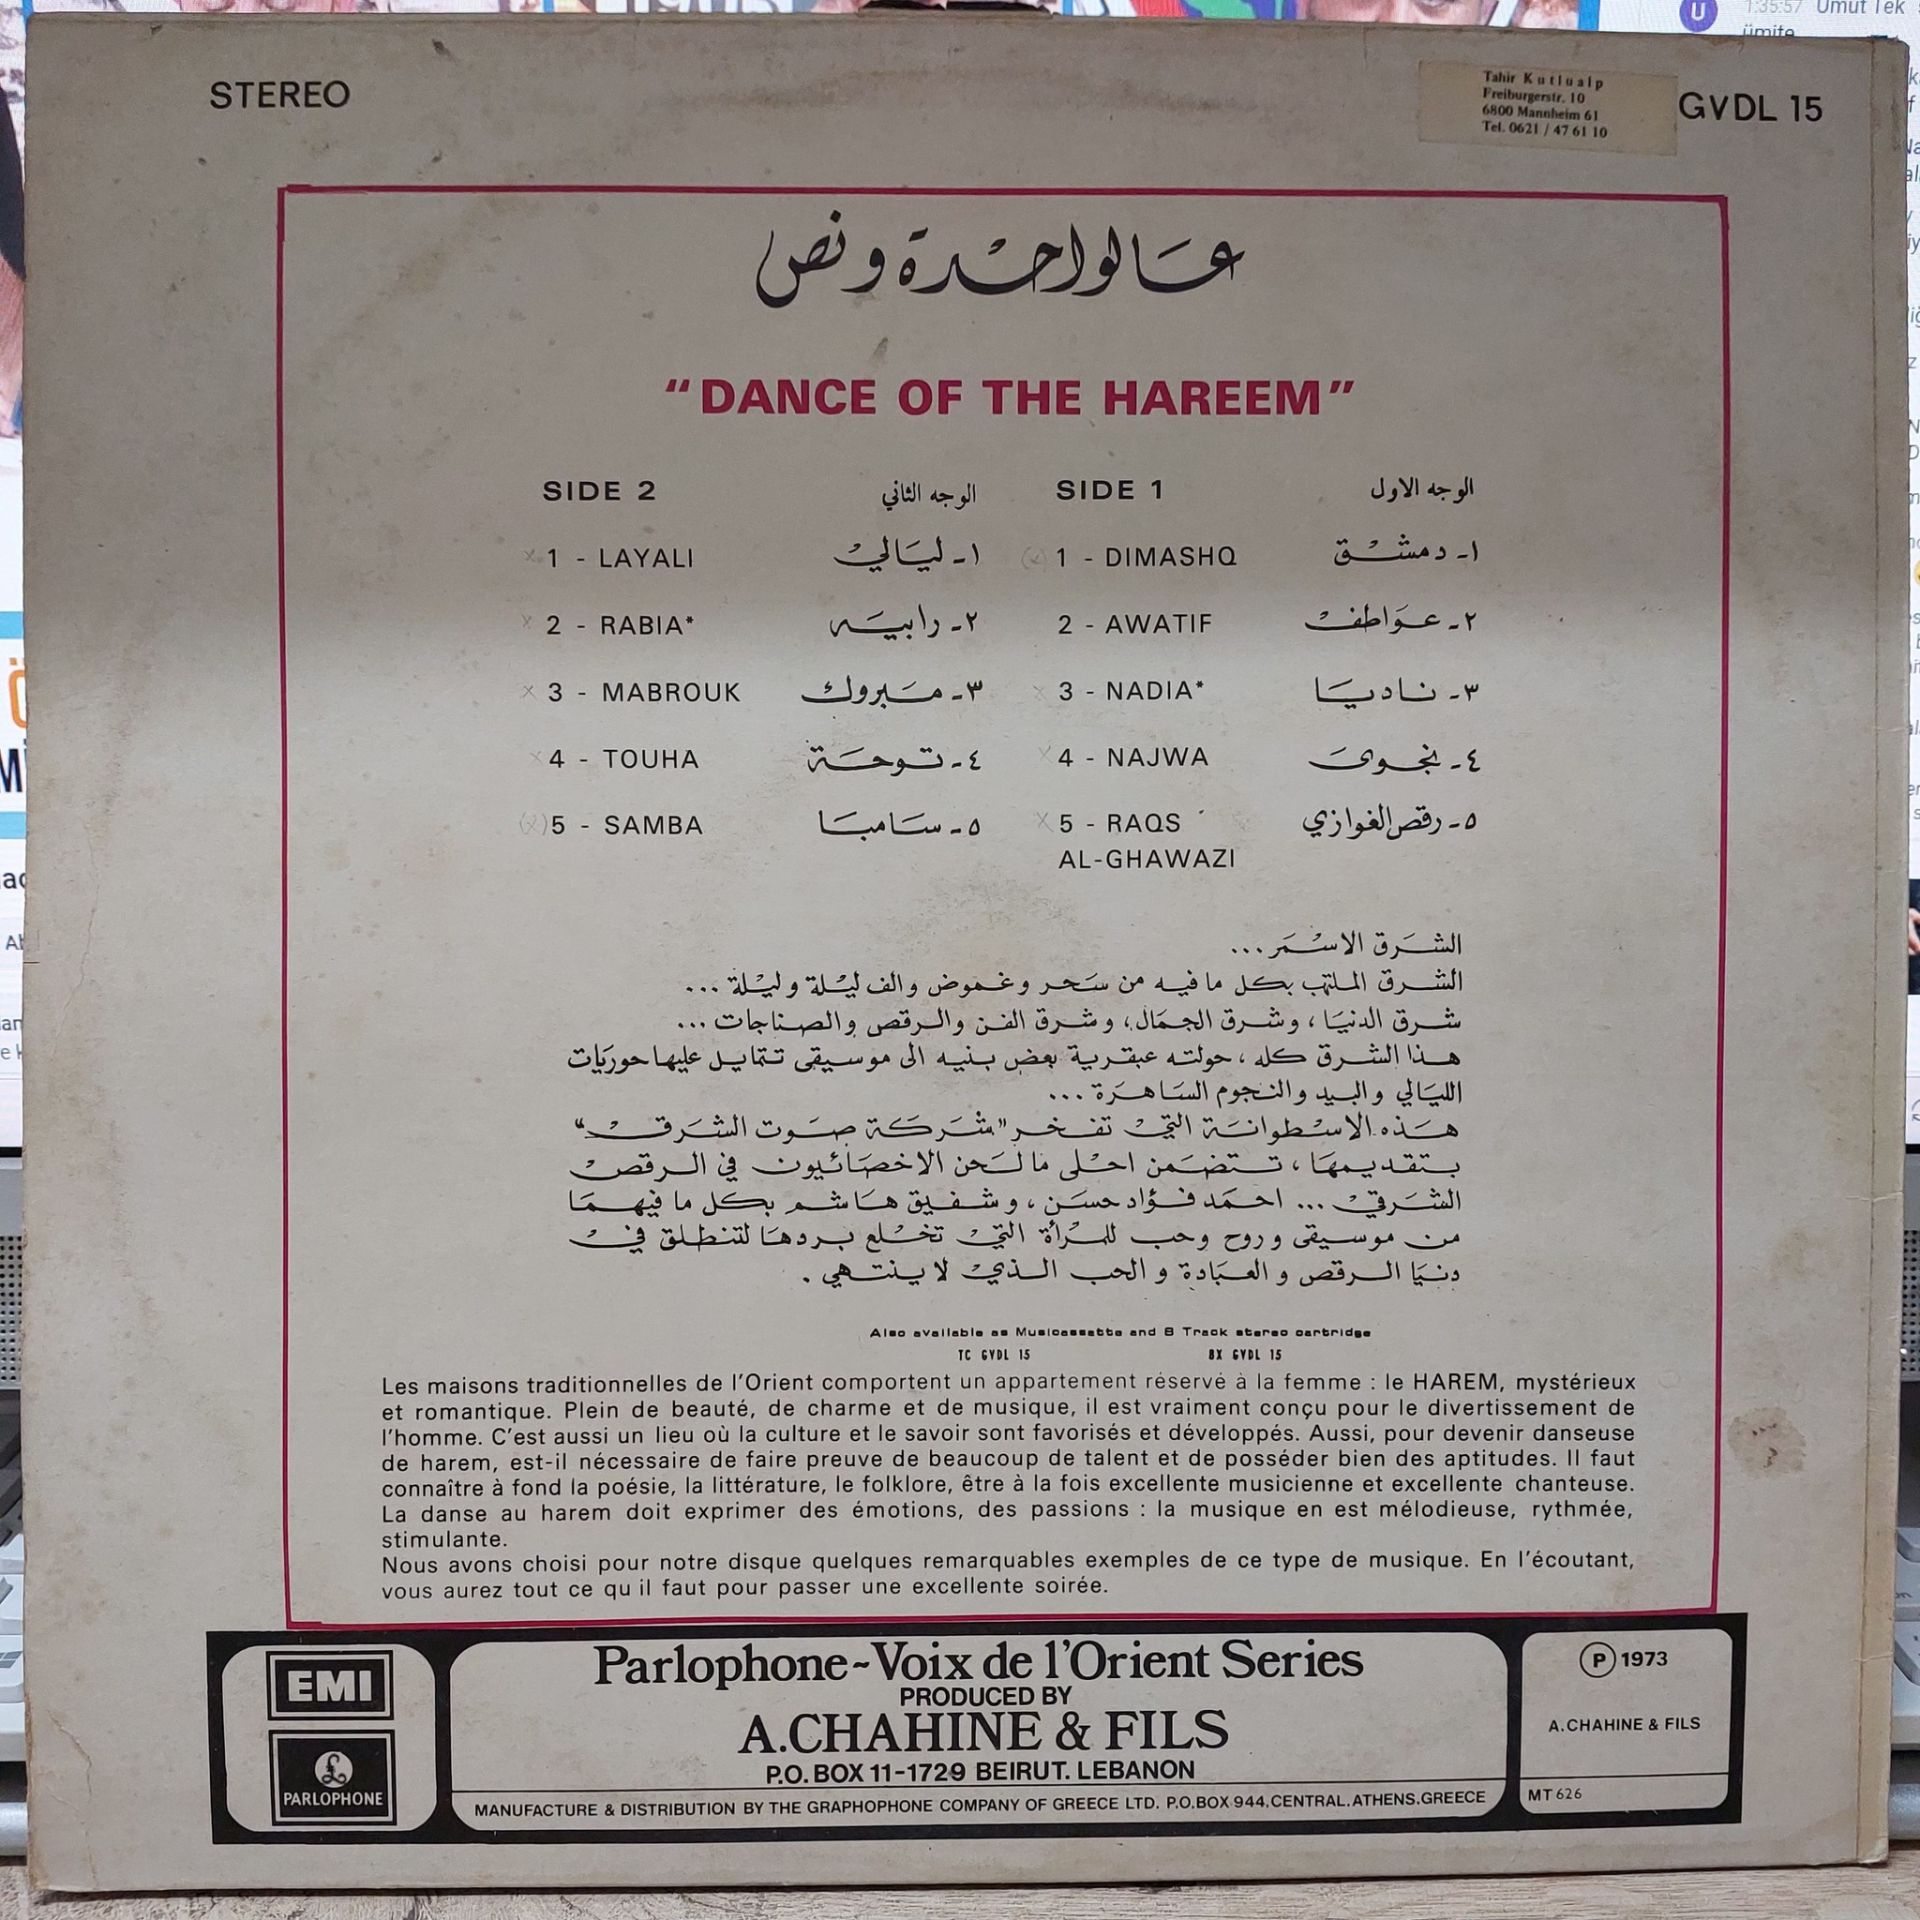 1:35:57 Umut Tek
U
ümite
STEREO
Tahir Kutlualp
Freiburgerstr. 10
6800 Mannheim 61
Tel. 0621 / 47 61 10
GVDL 15
عالواحدة ونص
“DANCE OF THE HAREEM”
SIDE 2 الوجه الثاني SIDE 1 الوجه الاول
1 - LAYALI ١- ليالي 1 - DIMASHQ ١- دمشق
2 - RABIA* ٢- رابيه 2 - AWATIF ٢- عواطف
3 - MABROUK ٣- مبروك 3 - NADIA* ٣- ناديا
4 - TOUHA ٤- توحة 4 - NAJWA ٤- نجوى
5 - SAMBA ٥- سامبا 5 - RAQS ٥- رقص الغوازي
AL-GHAWAZI
الشرق الاسمر...
الشرق الملتهب بكل ما فيه من سحر وغموض والف ليلة وليلة...
شرق الدنيا، وشرق الجمال، وشرق الفن والرقص والصناجات...
هذا الشرق كله، حولته عبقرية بعض بنيه الى موسيقى تتمايل عليها حوريات
الليالي والبيد والنجوم الساهرة...
هذه الاسطوانة التي تفخر "شركة صوت الشرق"
بتقديمها، تتضمن احلى ما لحن الاخصائيون في الرقص
الشرقي... احمد فؤاد حسن، وشفيق هاشم بكل ما فيهما
من موسيقى وروح وحب للمرأة التي تخلع بردها لتنطلق في
دنيا الرقص والعبادة والحب الذي لا ينتهي.
Also available as Musicassette and 8 Track stereo cartridge
TC GVDL 15 8X GVDL 15
Les maisons traditionnelles de l’Orient comportent un appartement réservé à la femme : le HAREM, mystérieux
et romantique. Plein de beauté, de charme et de musique, il est vraiment conçu pour le divertissement de
l’homme. C’est aussi un lieu où la culture et le savoir sont favorisés et développés. Aussi, pour devenir danseuse
de harem, est-il nécessaire de faire preuve de beaucoup de talent et de posséder bien des aptitudes. Il faut
connaître à fond la poésie, la littérature, le folklore, être à la fois excellente musicienne et excellente chanteuse.
La danse au harem doit exprimer des émotions, des passions : la musique en est mélodieuse, rythmée,
stimulante.
Nous avons choisi pour notre disque quelques remarquables exemples de ce type de musique. En l’écoutant,
vous aurez tout ce qu il faut pour passer une excellente soirée.
EMI
PARLOPHONE
Parlophone-Voix de l’Orient Series
PRODUCED BY
A.CHAHINE & FILS
P.O. BOX 11-1729 BEIRUT. LEBANON
MANUFACTURE & DISTRIBUTION BY THE GRAPHOPHONE COMPANY OF GREECE LTD. P.O.BOX 944.CENTRAL.ATHENS.GREECE
Ⓟ 1973
A.CHAHINE & FILS
MT 626